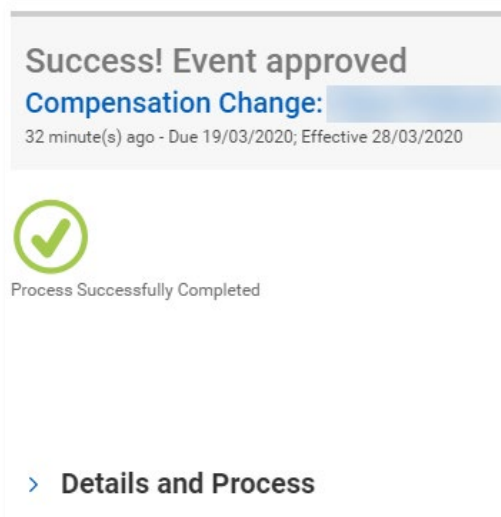 Success! Event approved
Compensation Change:
32 minute(s) ago - Due 19/03/2020; Effective 28/03/2020
Process Successfully Completed
Details and Process